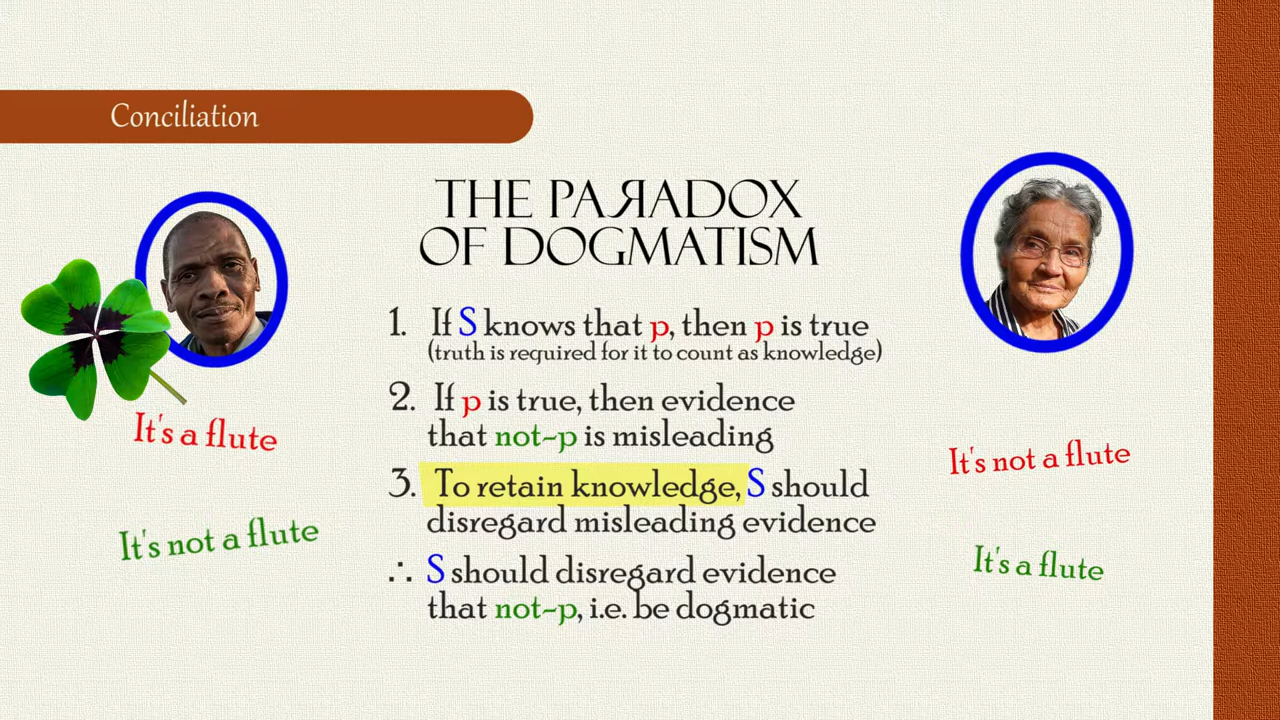 Conciliation
THE PAЯADOX
OF DOGMATISM
1. If S knows that p, then p is true
(truth is required for it to count as knowledge)
2. If p is true, then evidence
that not-p is misleading
3. To retain knowledge, S should
disregard misleading evidence
∴ S should disregard evidence
that not-p, i.e. be dogmatic
It's a flute
It's not a flute
It's not a flute
It's a flute